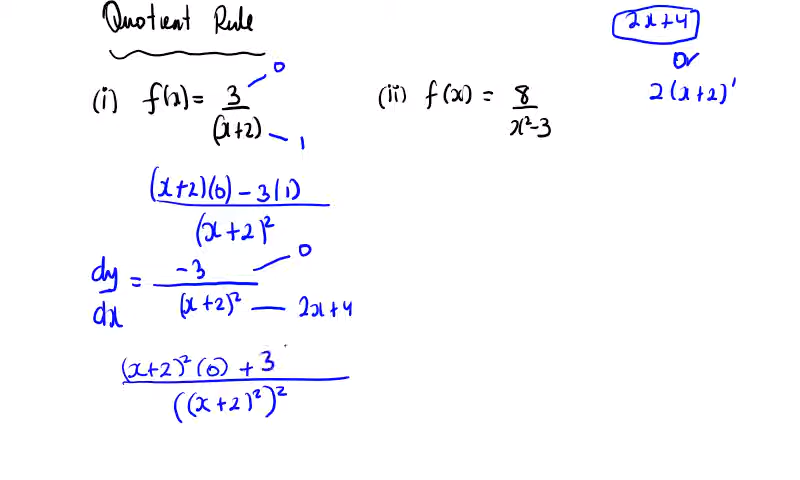 Quotient Rule
(i) f(x) = 3/(x+2)
0
1
((x+2)(0) - 3(1))/(x+2)²
dy/dx = -3/(x+2)²
0
2x+4
((x+2)²(0) + 3)/((x+2)²)²
(ii) f(x) = 8/(x²-3)
2x+4
Or
2(x+2)'